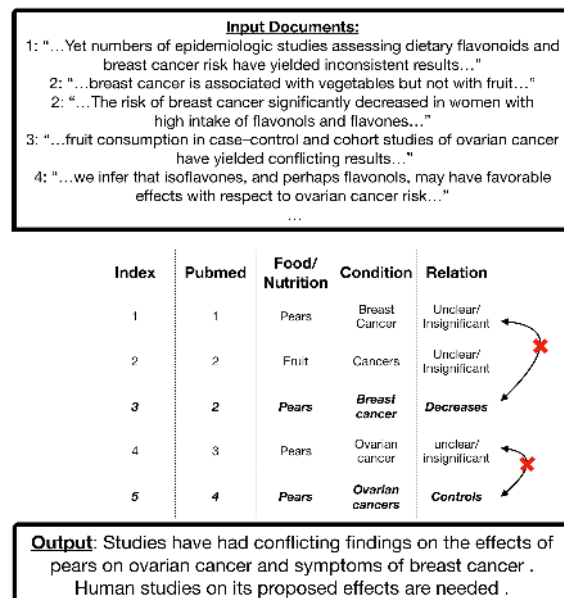 Input Documents:
1: “…Yet numbers of epidemiologic studies assessing dietary flavonoids and
breast cancer risk have yielded inconsistent results…”
2: “…breast cancer is associated with vegetables but not with fruit…”
2: “…The risk of breast cancer significantly decreased in women with
high intake of flavonols and flavones…”
3: “…fruit consumption in case–control and cohort studies of ovarian cancer
have yielded conflicting results…”
4: “…we infer that isoflavones, and perhaps flavonols, may have favorable
effects with respect to ovarian cancer risk…”
…
Index Pubmed Food/ Nutrition Condition Relation
1 1 Pears Breast Cancer Unclear/ Insignificant
2 2 Fruit Cancers Unclear/ Insignificant
3 2 Pears Breast cancer Decreases
4 3 Pears Ovarian cancer unclear/ insignificant
5 4 Pears Ovarian cancers Controls
Output: Studies have had conflicting findings on the effects of
pears on ovarian cancer and symptoms of breast cancer .
Human studies on its proposed effects are needed .